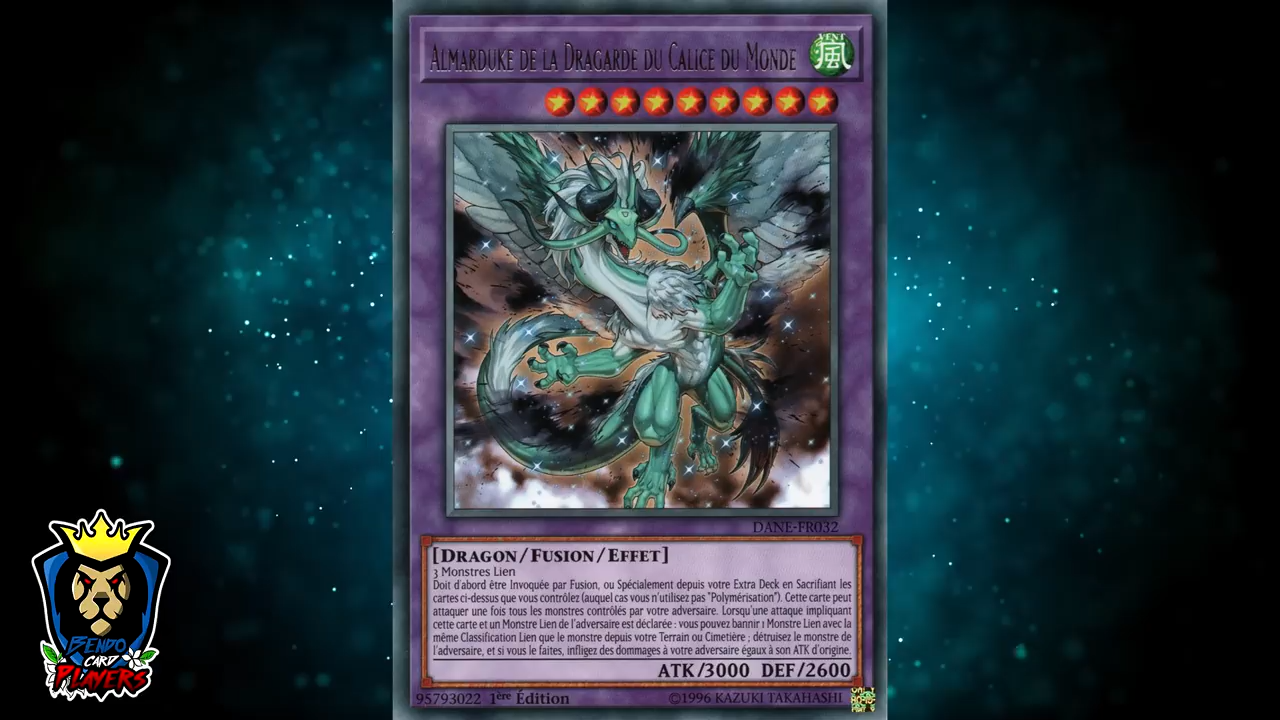 Almarduke de la Dragarde du Calice du Monde
VENT
風
DANE-FR032
[Dragon/Fusion/Effet]
3 Monstres Lien
Doit d'abord être Invoquée par Fusion, ou Spécialement depuis votre Extra Deck en Sacrifiant les
cartes ci-dessus que vous contrôlez (auquel cas vous n'utilisez pas "Polymérisation"). Cette carte peut
attaquer une fois tous les monstres contrôlés par votre adversaire. Lorsqu'une attaque impliquant
cette carte et un Monstre Lien de l'adversaire est déclarée : vous pouvez bannir 1 Monstre Lien avec la
même Classification Lien que le monstre depuis votre Terrain ou Cimetière ; détruisez le monstre de
l'adversaire, et si vous le faites, infligez des dommages à votre adversaire égaux à son ATK d'origine.
ATK/3000 DEF/2600
95793022 1ère Édition
©1996 KAZUKI TAKAHASHI
BENDO
CARD
PLAYERS